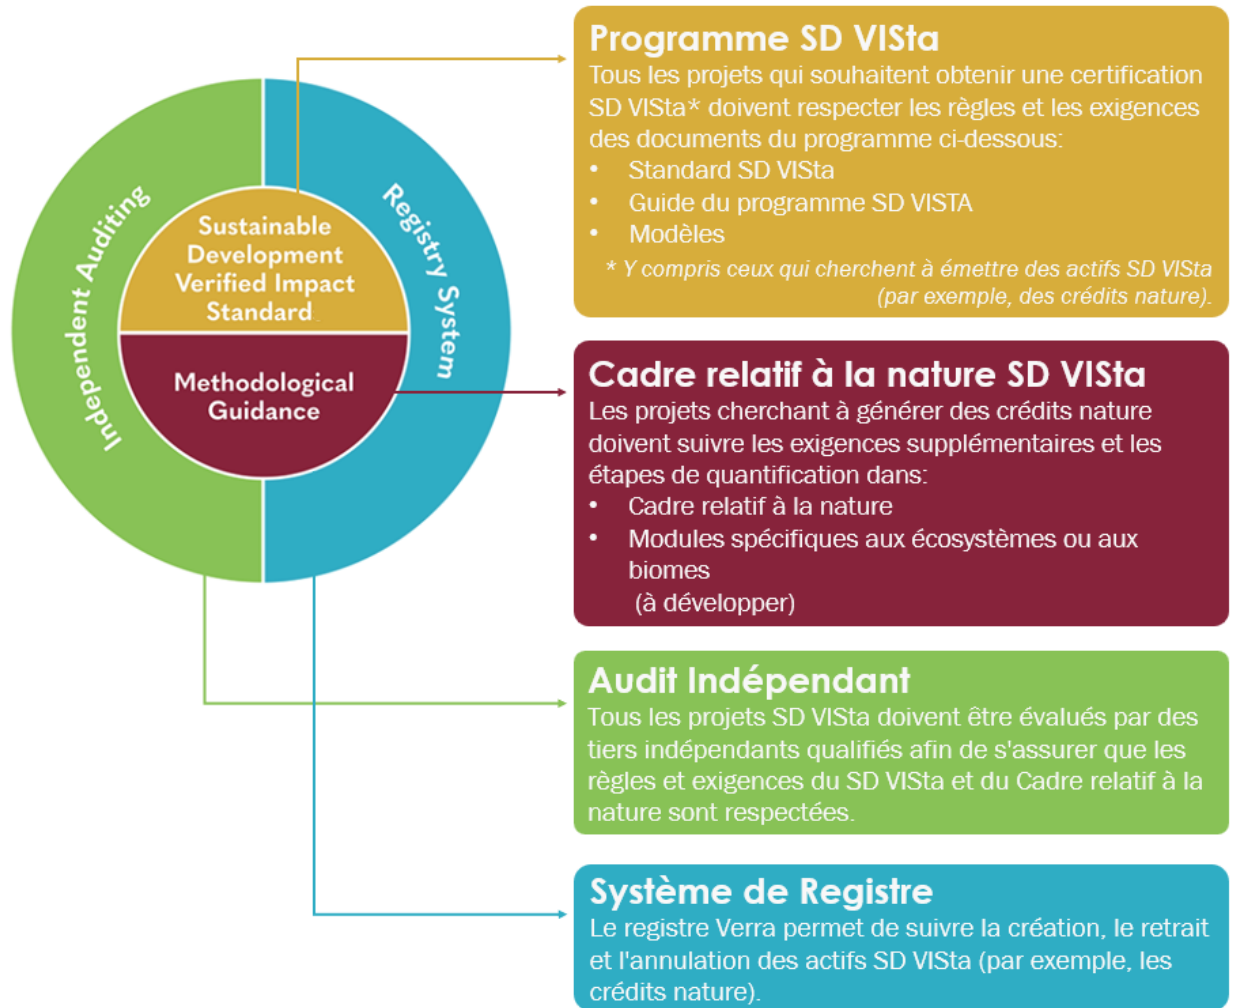 Independent Auditing
Registry System
Sustainable
Development
Verified Impact
Standard
Methodological
Guidance
Programme SD VISta
Tous les projets qui souhaitent obtenir une certification
SD VISta* doivent respecter les règles et les exigences
des documents du programme ci-dessous:
• Standard SD VISta
• Guide du programme SD VISTA
• Modèles
* Y compris ceux qui cherchent à émettre des actifs SD VISta
(par exemple, des crédits nature).
Cadre relatif à la nature SD VISta
Les projets cherchant à générer des crédits nature
doivent suivre les exigences supplémentaires et les
étapes de quantification dans:
• Cadre relatif à la nature
• Modules spécifiques aux écosystèmes ou aux
biomes
(à développer)
Audit Indépendant
Tous les projets SD VISta doivent être évalués par des
tiers indépendants qualifiés afin de s'assurer que les
règles et exigences du SD VISta et du Cadre relatif à la
nature sont respectées.
Système de Registre
Le registre Verra permet de suivre la création, le retrait
et l'annulation des actifs SD VISta (par exemple, les
crédits nature).